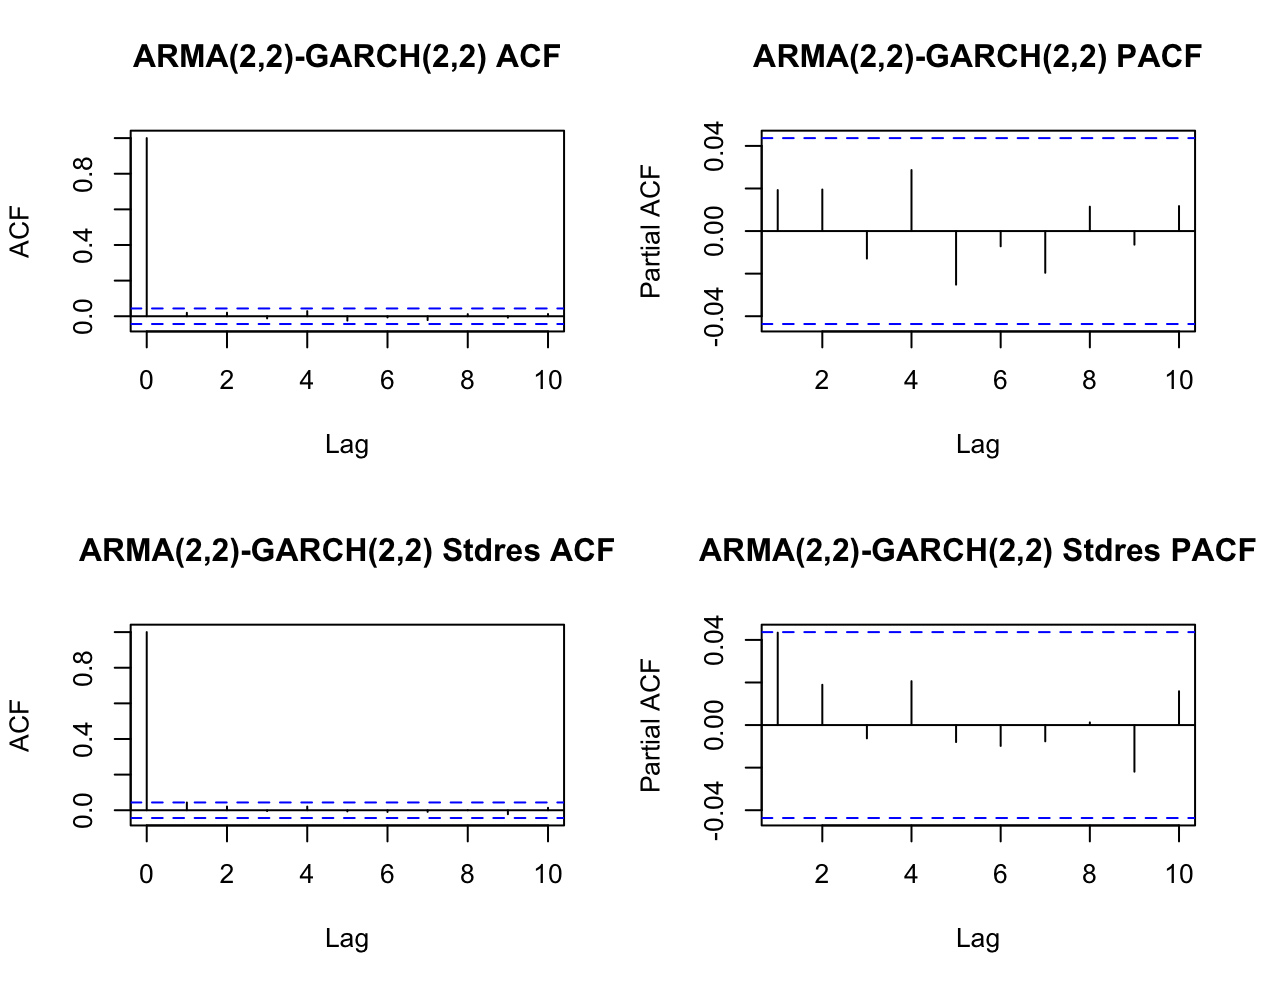 ARMA(2,2)-GARCH(2,2) ACF
ACF
0.0 0.4 0.8
0 2 4 6 8 10
Lag
ARMA(2,2)-GARCH(2,2) PACF
Partial ACF
-0.04 0.00 0.04
2 4 6 8 10
Lag
ARMA(2,2)-GARCH(2,2) Stdres ACF
ACF
0.0 0.4 0.8
0 2 4 6 8 10
Lag
ARMA(2,2)-GARCH(2,2) Stdres PACF
Partial ACF
-0.04 0.00 0.04
2 4 6 8 10
Lag